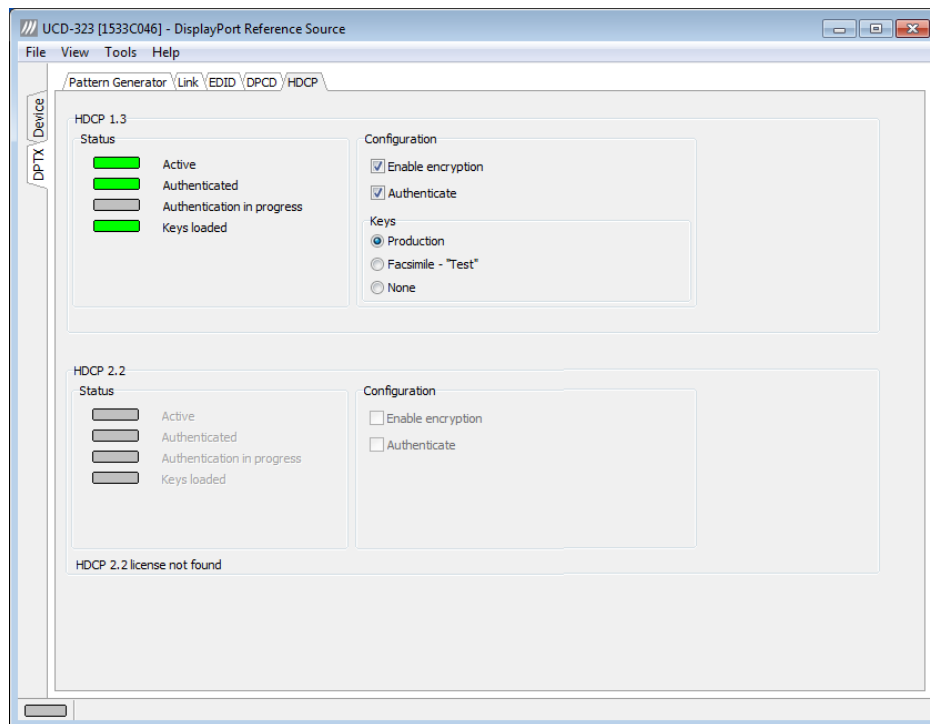 UCD-323 [1533C046] - DisplayPort Reference Source
File View Tools Help
Pattern Generator Link EDID DPCD HDCP
Device
DPTX
HDCP 1.3
Status
Active
Authenticated
Authentication in progress
Keys loaded
Configuration
Enable encryption
Authenticate
Keys
Production
Facsimile - "Test"
None
HDCP 2.2
Status
Active
Authenticated
Authentication in progress
Keys loaded
Configuration
Enable encryption
Authenticate
HDCP 2.2 license not found